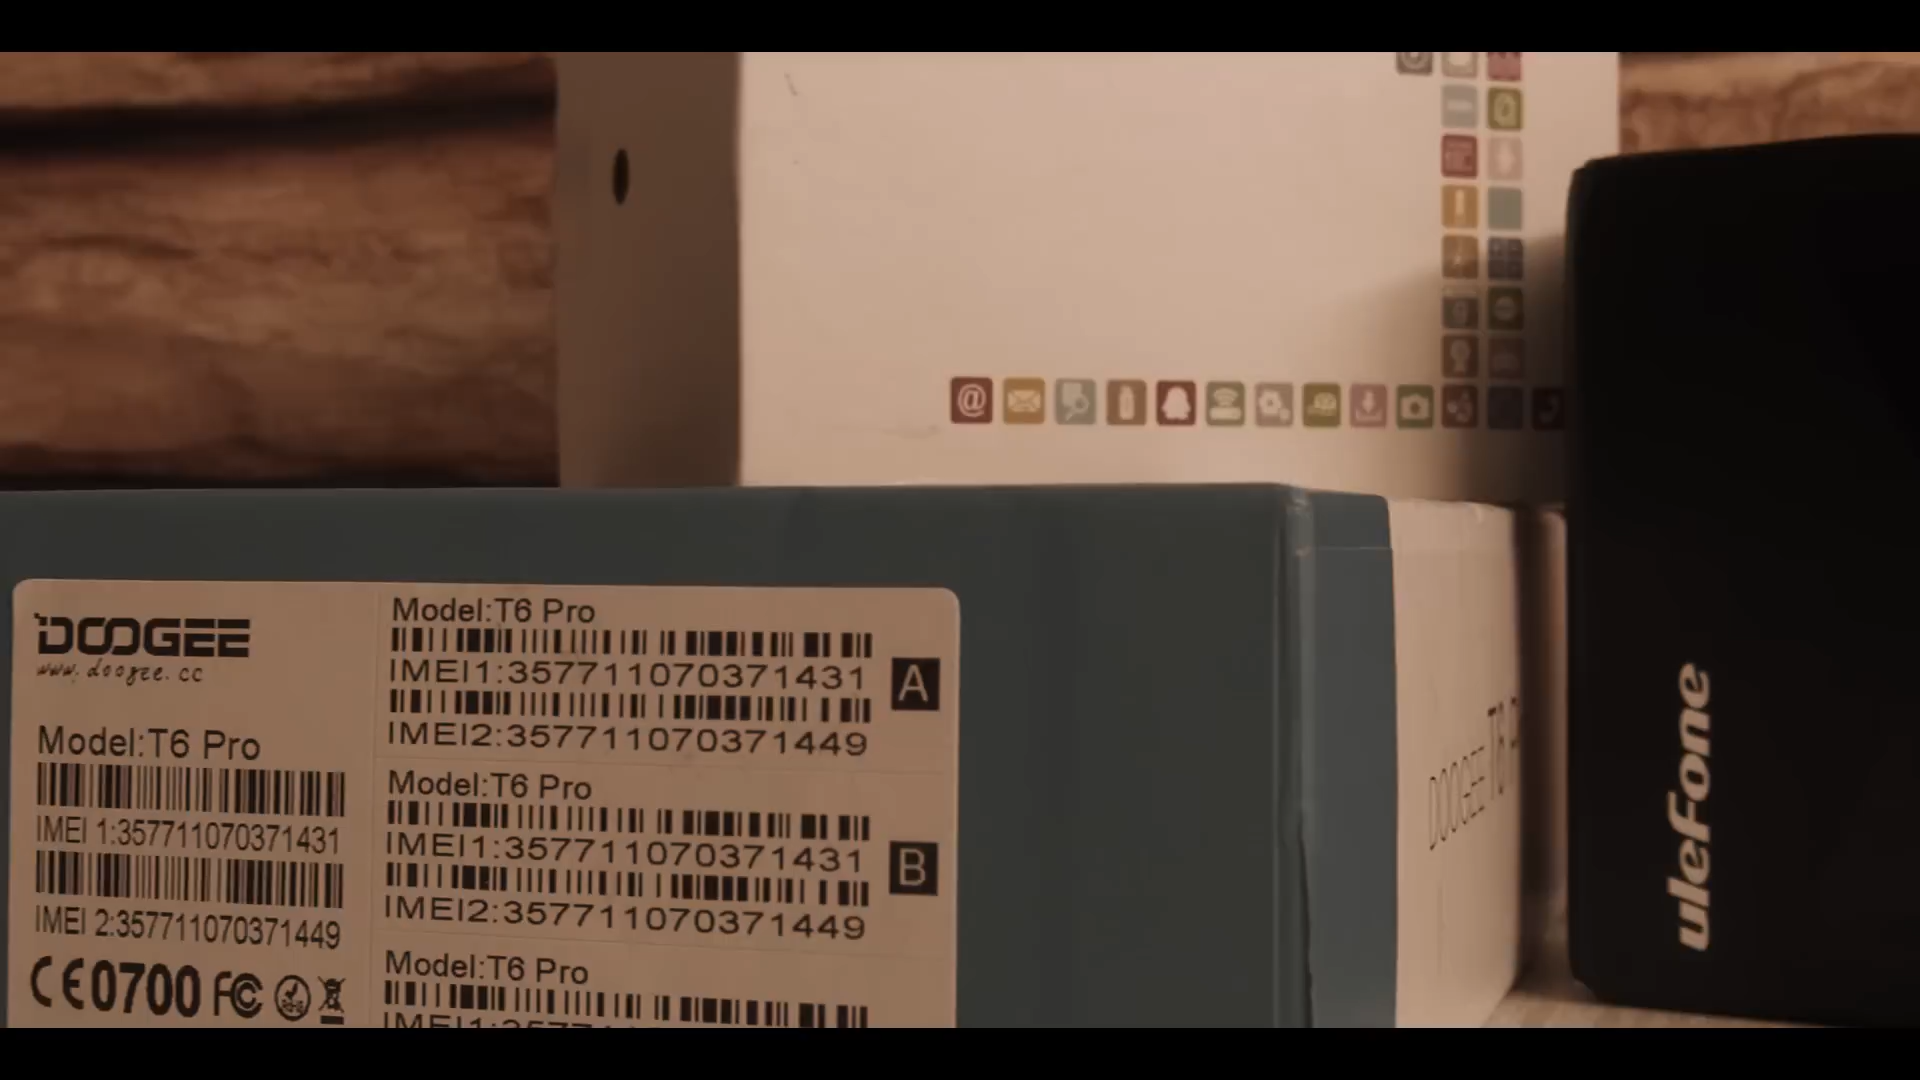 DOOGEE
www.doogee.cc
Model:T6 Pro
IMEI 1:357711070371431
IMEI 2:357711070371449
CE0700 FC
Model:T6 Pro
IMEI1:357711070371431
IMEI2:357711070371449
A
Model:T6 Pro
IMEI1:357711070371431
IMEI2:357711070371449
B
Model:T6 Pro
DOOGEE T6
ulefone